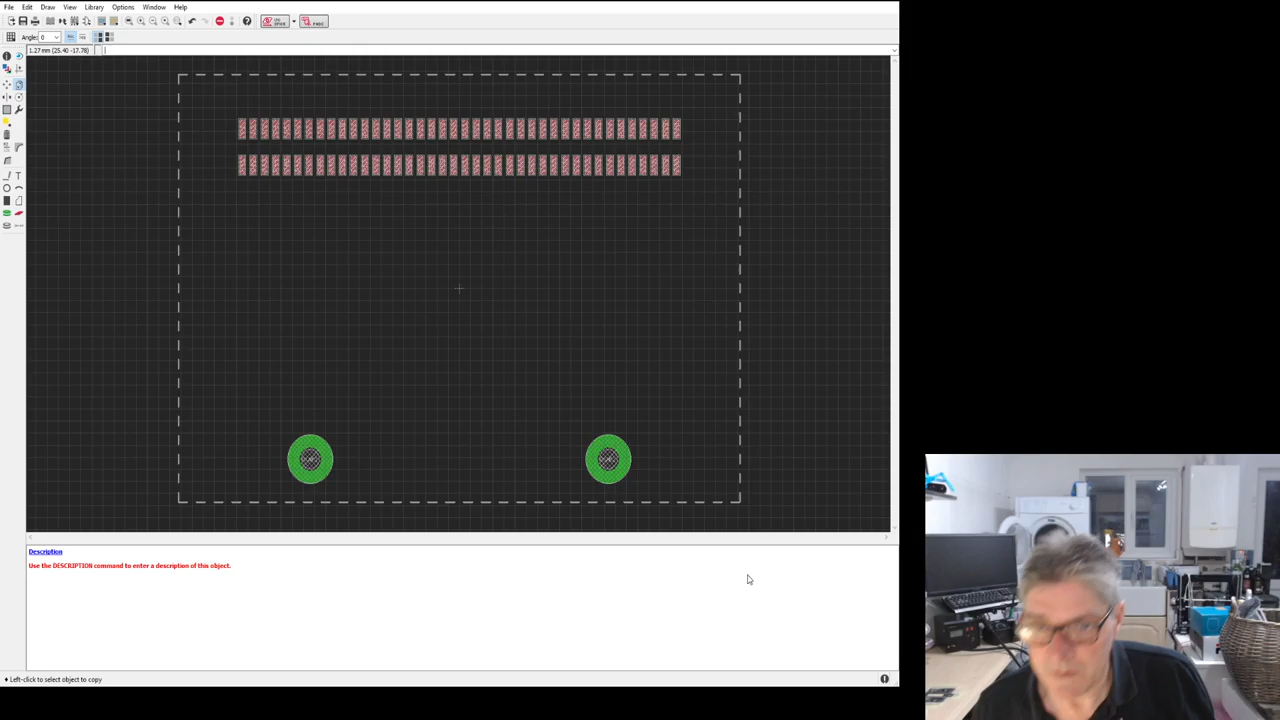 File Edit Draw View Library Options Window Help
Angle: 0
1.27 mm (25.40 -17.78)
Description
Use the DESCRIPTION command to enter a description of this object.
♦ Left-click to select object to copy